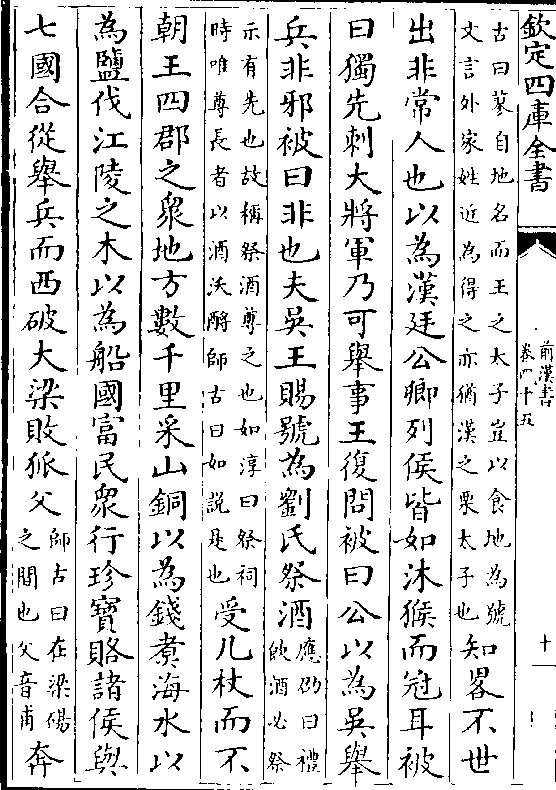 欽定四庫全書
前漢書
卷四十五
十一
古曰蓼自地名而王之太子豈以食地為號
文言外家姓近為得之亦猶漢之栗太子也
知畧不世
出非常人也以為漢廷公卿列侯皆如沐猴而冠耳被
曰獨先刺大將軍乃可舉事王復問被曰公以為吳舉
兵非邪被曰非也夫吳王賜號為劉氏祭酒
應劭曰禮
飲酒必祭
示有先也故稱祭酒尊之也如淳曰祭祠
時唯尊長者以酒沃酹師古曰如說是也
受几杖而不
朝王四郡之衆地方數千里采山銅以為錢煑海水以
為鹽伐江陵之木以為船國富民衆行珍寶賂諸侯與
七國合從舉兵而西破大梁敗狐父
師古曰在梁碭
之間也父音甫
奔